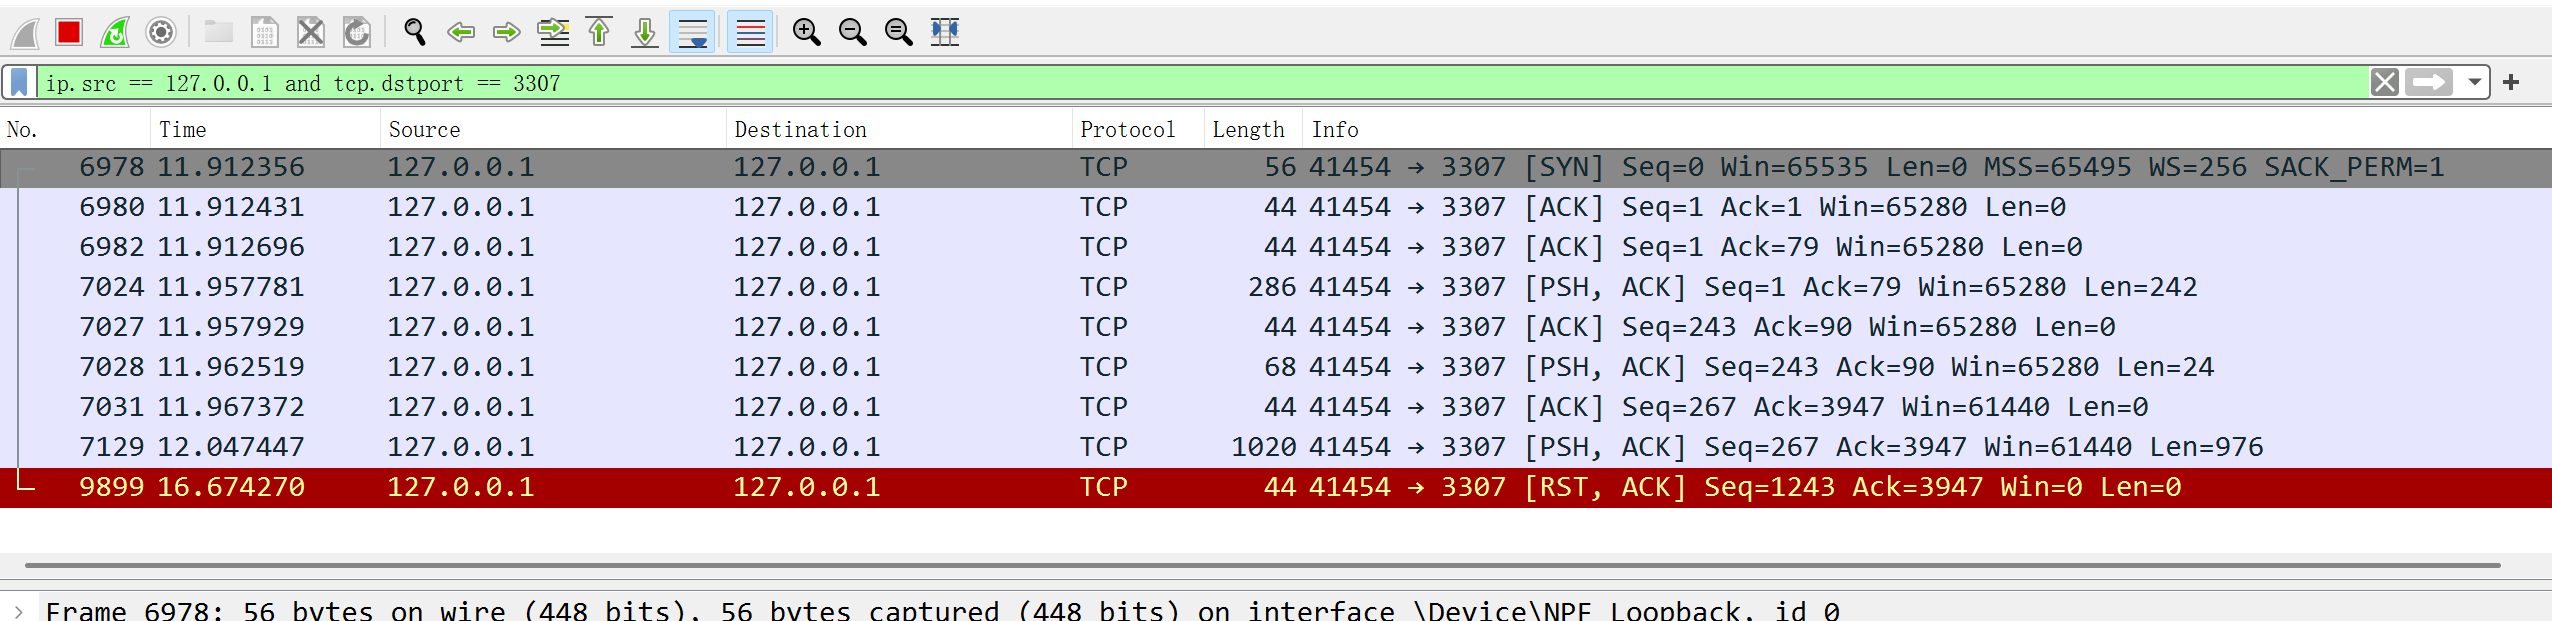 ip.src == 127.0.0.1 and tcp.dstport == 3307
No. Time Source Destination Protocol Length Info
6978 11.912356 127.0.0.1 127.0.0.1 TCP 56 41454 → 3307 [SYN] Seq=0 Win=65535 Len=0 MSS=65495 WS=256 SACK_PERM=1
6980 11.912431 127.0.0.1 127.0.0.1 TCP 44 41454 → 3307 [ACK] Seq=1 Ack=1 Win=65280 Len=0
6982 11.912696 127.0.0.1 127.0.0.1 TCP 44 41454 → 3307 [ACK] Seq=1 Ack=79 Win=65280 Len=0
7024 11.957781 127.0.0.1 127.0.0.1 TCP 286 41454 → 3307 [PSH, ACK] Seq=1 Ack=79 Win=65280 Len=242
7027 11.957929 127.0.0.1 127.0.0.1 TCP 44 41454 → 3307 [ACK] Seq=243 Ack=90 Win=65280 Len=0
7028 11.962519 127.0.0.1 127.0.0.1 TCP 68 41454 → 3307 [PSH, ACK] Seq=243 Ack=90 Win=65280 Len=24
7031 11.967372 127.0.0.1 127.0.0.1 TCP 44 41454 → 3307 [ACK] Seq=267 Ack=3947 Win=61440 Len=0
7129 12.047447 127.0.0.1 127.0.0.1 TCP 1020 41454 → 3307 [PSH, ACK] Seq=267 Ack=3947 Win=61440 Len=976
9899 16.674270 127.0.0.1 127.0.0.1 TCP 44 41454 → 3307 [RST, ACK] Seq=1243 Ack=3947 Win=0 Len=0
Frame 6978: 56 bytes on wire (448 bits), 56 bytes captured (448 bits) on interface \Device\NPF_Loopback, id 0